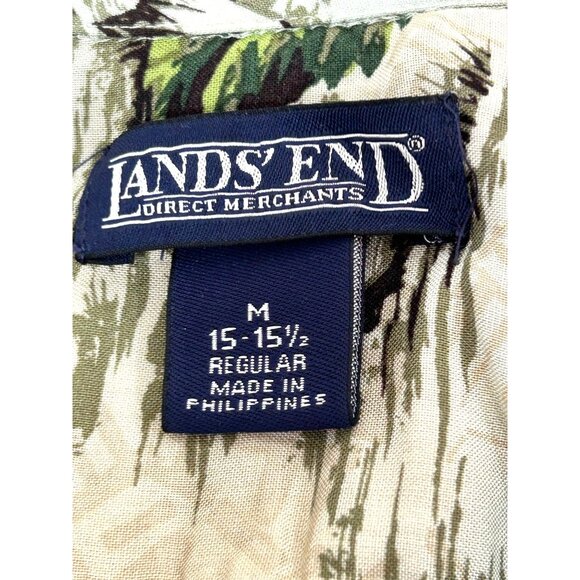 LANDS' END®
DIRECT MERCHANTS
M
15-15½
REGULAR
MADE IN
PHILIPPINES